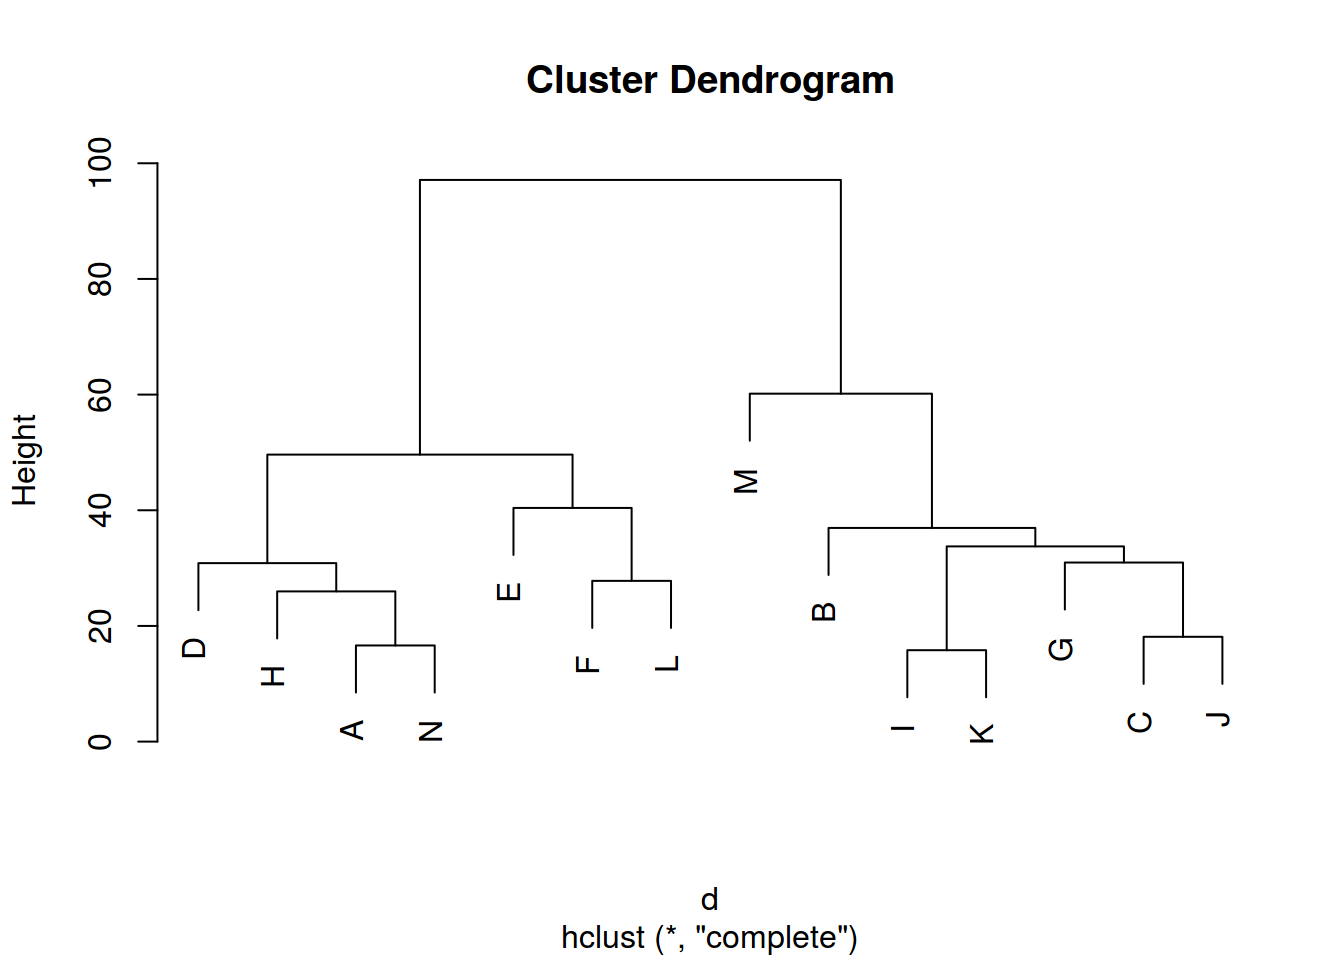 Cluster Dendrogram
Height
100
80
60
40
20
0
D
H
A
N
E
F
L
M
B
I
K
G
C
J
d
hclust (*, "complete")